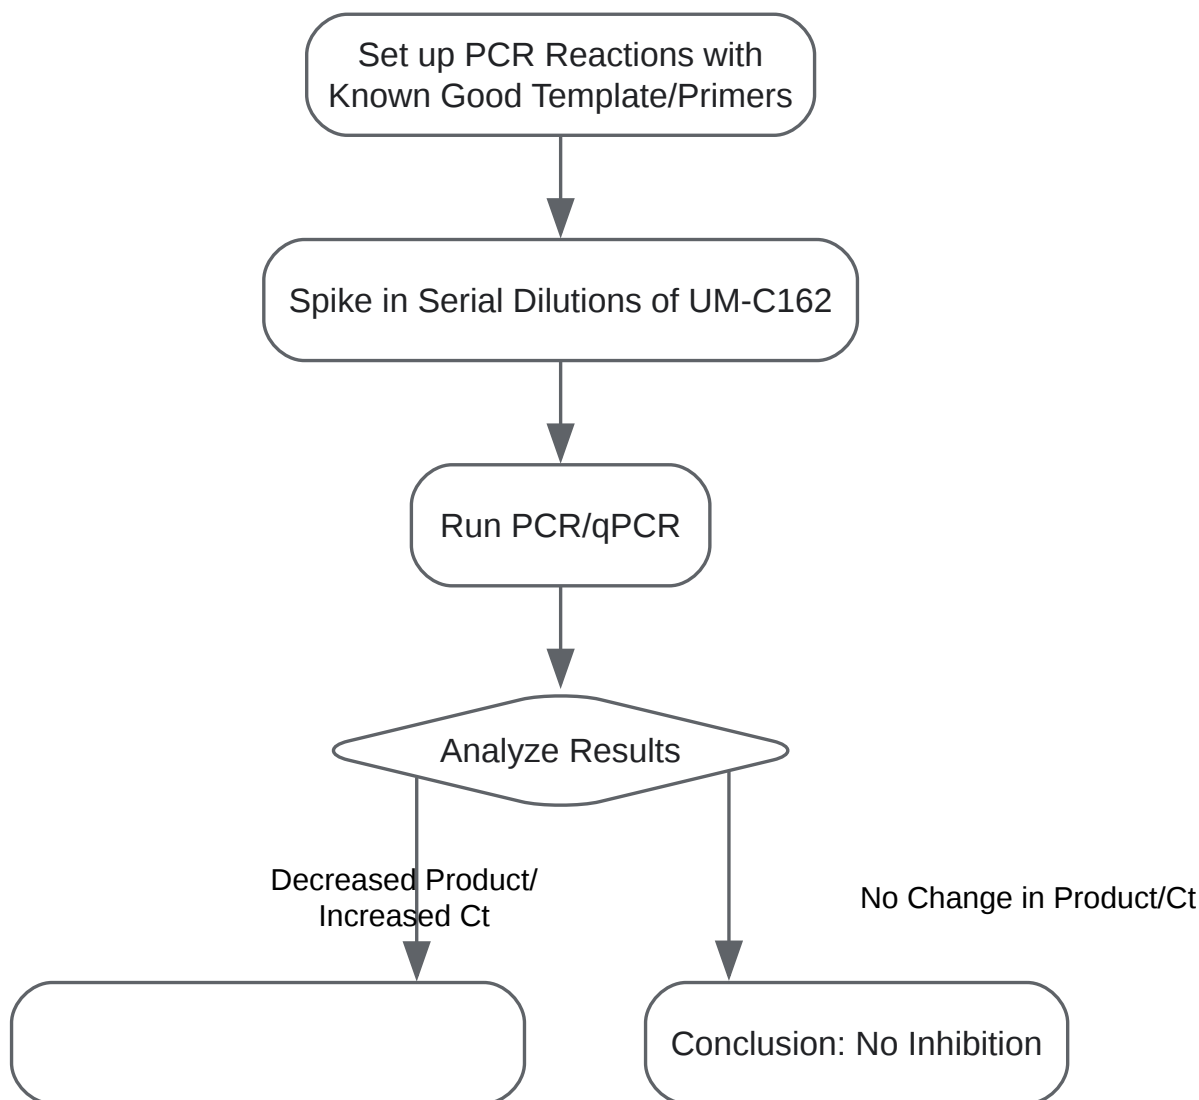 Set up PCR Reactions with
Known Good Template/Primers
Spike in Serial Dilutions of UM-C162
Run PCR/qPCR
Analyze Results
Decreased Product/
Increased Ct
No Change in Product/Ct
Conclusion: No Inhibition